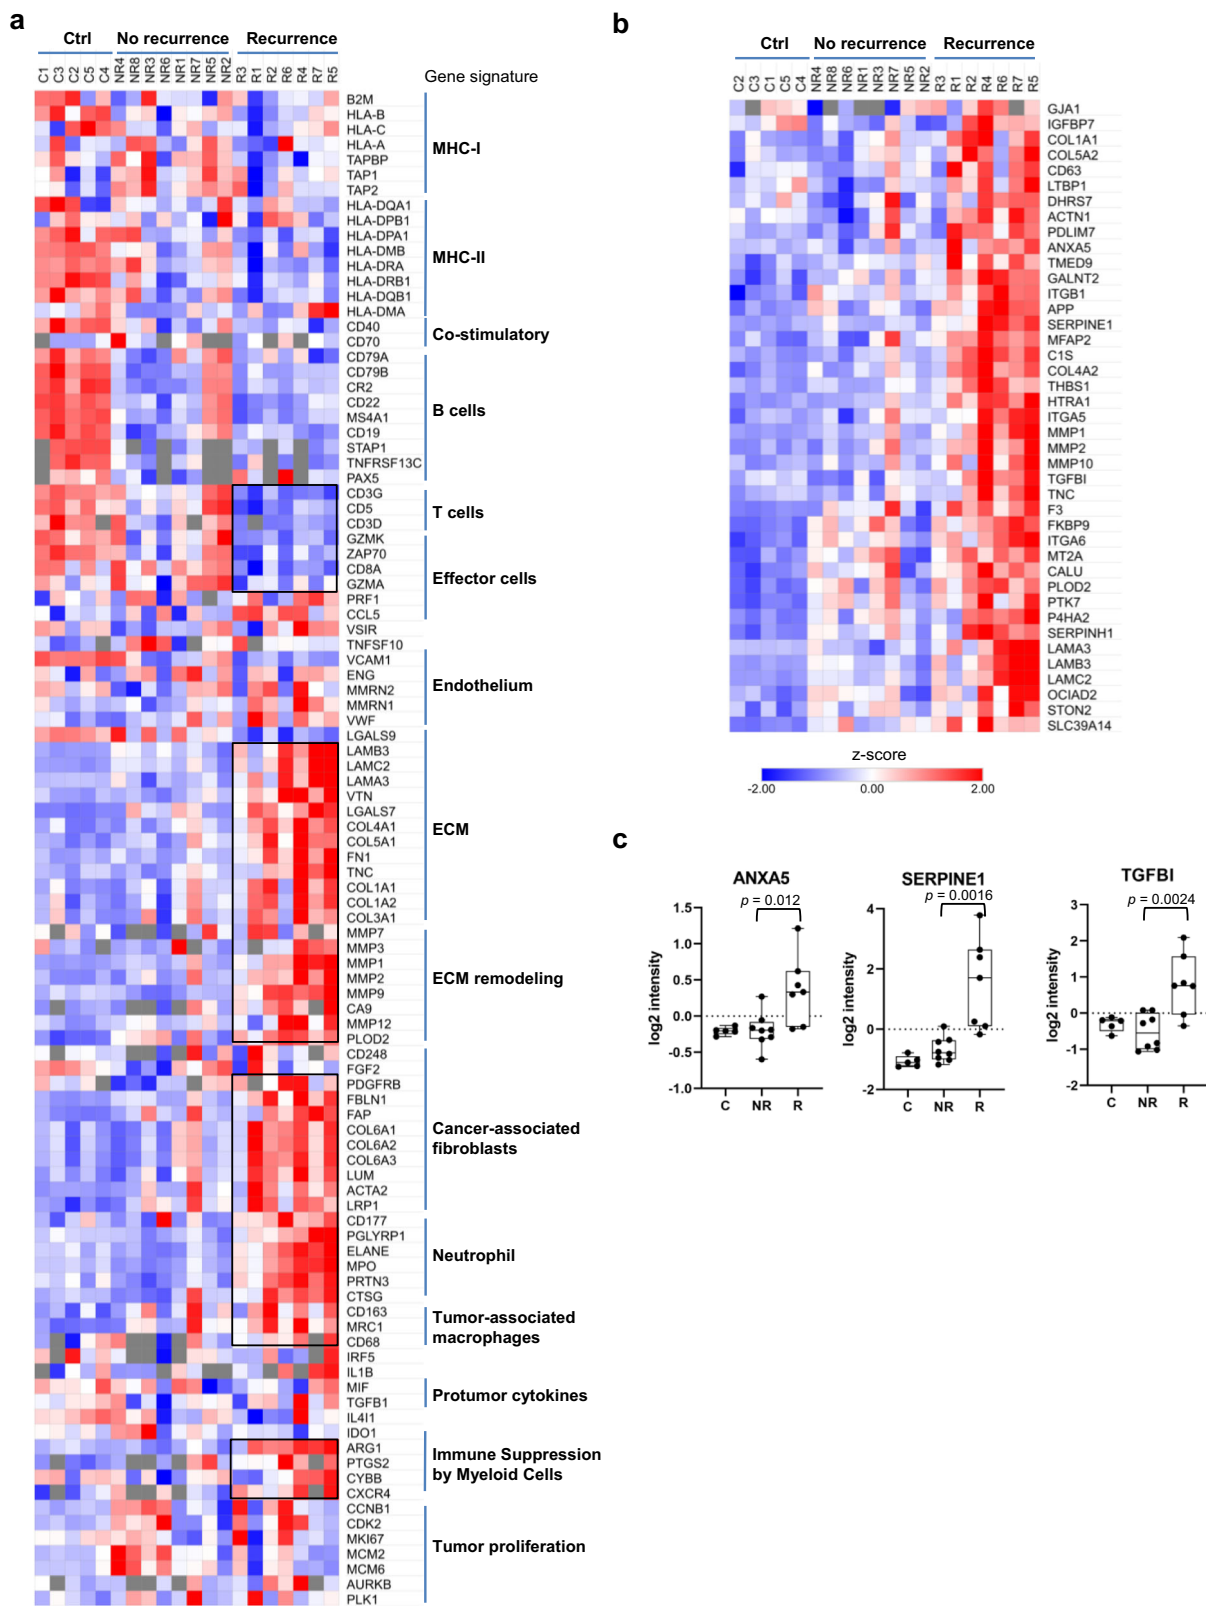 a
Ctrl No recurrence Recurrence
C1 C3 C2 C5 C4 NR4 NR8 NR3 NR6 NR1 NR7 NR5 NR2 R3 R1 R2 R6 R4 R7 R5
Gene signature
B2M
HLA-B
HLA-C
HLA-A
TAPBP
TAP1
TAP2
MHC-I
HLA-DQA1
HLA-DPB1
HLA-DPA1
HLA-DMB
HLA-DRA
HLA-DRB1
HLA-DQB1
HLA-DMA
MHC-II
CD40
CD70
Co-stimulatory
CD79A
CD79B
CR2
CD22
MS4A1
CD19
STAP1
TNFRSF13C
PAX5
B cells
CD3G
CD5
CD3D
T cells
GZMK
ZAP70
CD8A
GZMA
PRF1
CCL5
Effector cells
VSIR
TNFSF10
VCAM1
ENG
MMRN2
MMRN1
VWF
Endothelium
LGALS9
LAMB3
LAMC2
LAMA3
VTN
LGALS7
COL4A1
COL5A1
FN1
TNC
COL1A1
COL1A2
COL3A1
ECM
MMP7
MMP3
MMP1
MMP2
MMP9
CA9
MMP12
PLOD2
ECM remodeling
CD248
FGF2
PDGFRB
FBLN1
FAP
COL6A1
COL6A2
COL6A3
LUM
ACTA2
LRP1
Cancer-associated
fibroblasts
CD177
PGLYRP1
ELANE
MPO
PRTN3
CTSG
Neutrophil
CD163
MRC1
CD68
Tumor-associated
macrophages
IRF5
IL1B
MIF
TGFB1
Protumor cytokines
IL4I1
IDO1
ARG1
PTGS2
CYBB
CXCR4
Immune Suppression
by Myeloid Cells
CCNB1
CDK2
MKI67
MCM2
MCM6
AURKB
PLK1
Tumor proliferation
b
Ctrl No recurrence Recurrence
C2 C3 C1 C5 C4 NR4 NR8 NR6 NR1 NR3 NR7 NR5 NR2 R3 R1 R2 R4 R6 R7 R5
GJA1
IGFBP7
COL1A1
COL5A2
CD63
LTBP1
DHRS7
ACTN1
PDLIM7
ANXA5
TMED9
GALNT2
ITGB1
APP
SERPINE1
MFAP2
C1S
COL4A2
THBS1
HTRA1
ITGA5
MMP1
MMP2
MMP10
TGFBI
TNC
F3
FKBP9
ITGA6
MT2A
CALU
PLOD2
PTK7
P4HA2
SERPINH1
LAMA3
LAMB3
LAMC2
OCIAD2
STON2
SLC39A14
z-score
-2.00 0.00 2.00
c
ANXA5
p = 0.012
log2 intensity
1.5
1.0
0.5
0.0
-0.5
-1.0
C NR R
SERPINE1
p = 0.0016
log2 intensity
4
2
0
-2
C NR R
TGFBI
p = 0.0024
log2 intensity
3
2
1
0
-1
-2
C NR R